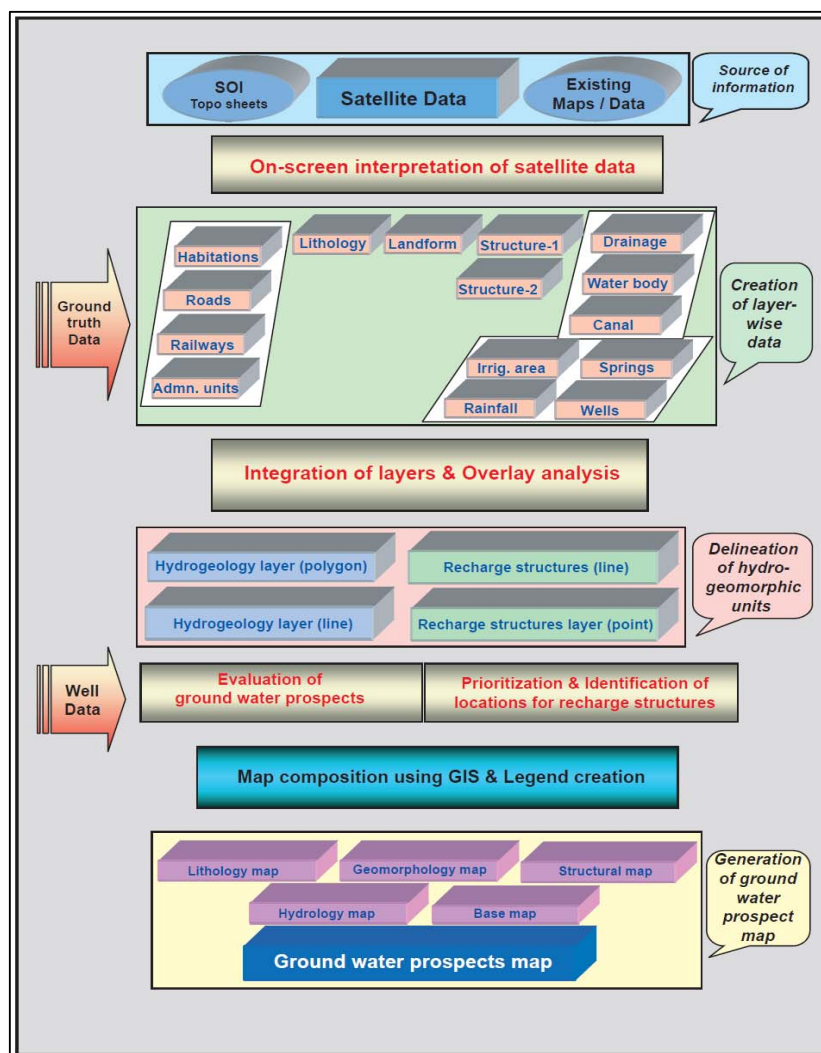 SOI
Topo sheets
Satellite Data
Existing
Maps / Data
Source of
information
On-screen interpretation of satellite data
Ground
truth
Data
Habitations
Roads
Railways
Admn. units
Lithology
Landform
Structure-1
Structure-2
Drainage
Water body
Canal
Irrig. area
Springs
Rainfall
Wells
Creation
of layer-
wise
data
Integration of layers & Overlay analysis
Hydrogeology layer (polygon)
Recharge structures (line)
Hydrogeology layer (line)
Recharge structures layer (point)
Delineation
of hydro-
geomorphic
units
Well
Data
Evaluation of
ground water prospects
Prioritization & Identification of
locations for recharge structures
Map composition using GIS & Legend creation
Lithology map
Geomorphology map
Structural map
Hydrology map
Base map
Ground water prospects map
Generation
of ground
water
prospect
map